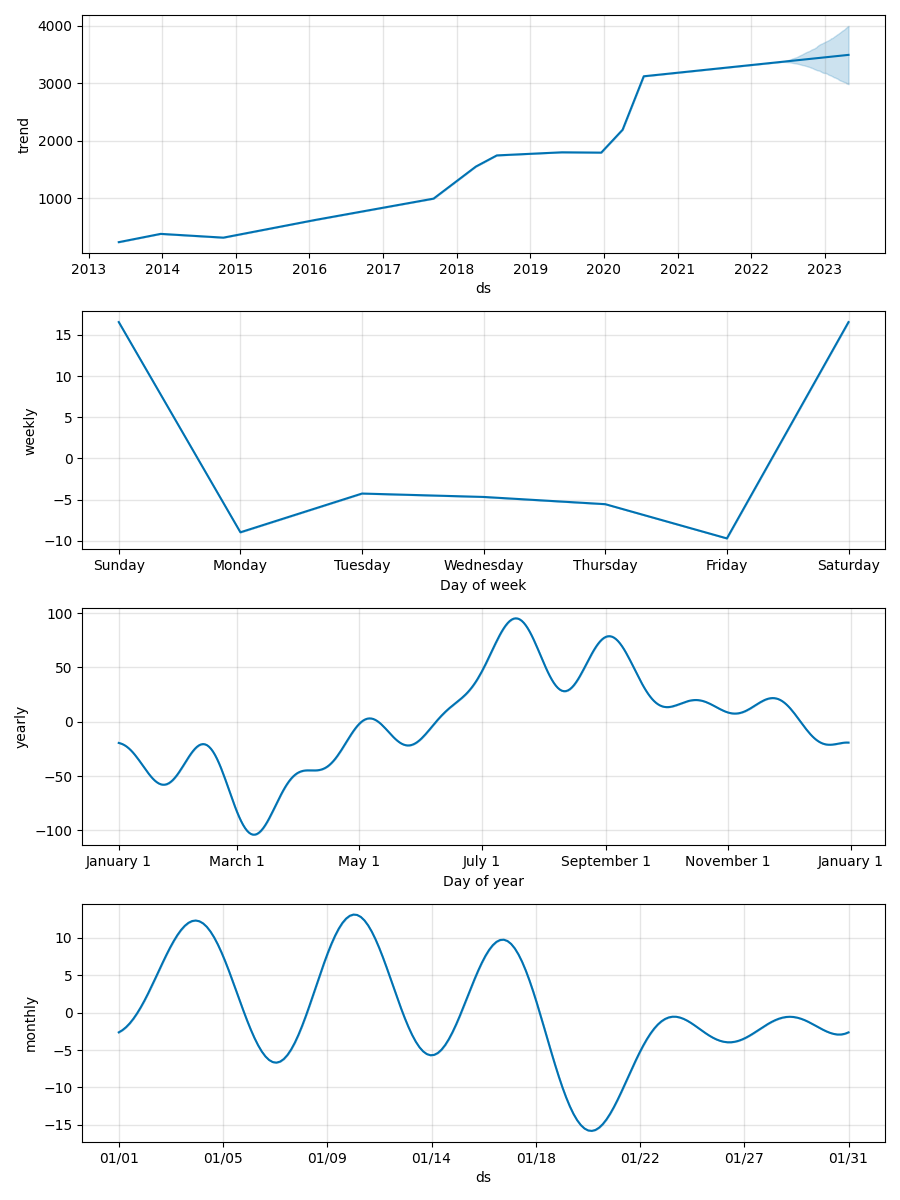 4000
3000
2000
1000
trend
2013 2014 2015 2016 2017 2018 2019 2020 2021 2022 2023
ds
15
10
5
0
−5
−10
weekly
Sunday Monday Tuesday Wednesday Thursday Friday Saturday
Day of week
100
50
0
−50
−100
yearly
January 1 March 1 May 1 July 1 September 1 November 1 January 1
Day of year
10
5
0
−5
−10
−15
monthly
01/01 01/05 01/09 01/14 01/18 01/22 01/27 01/31
ds